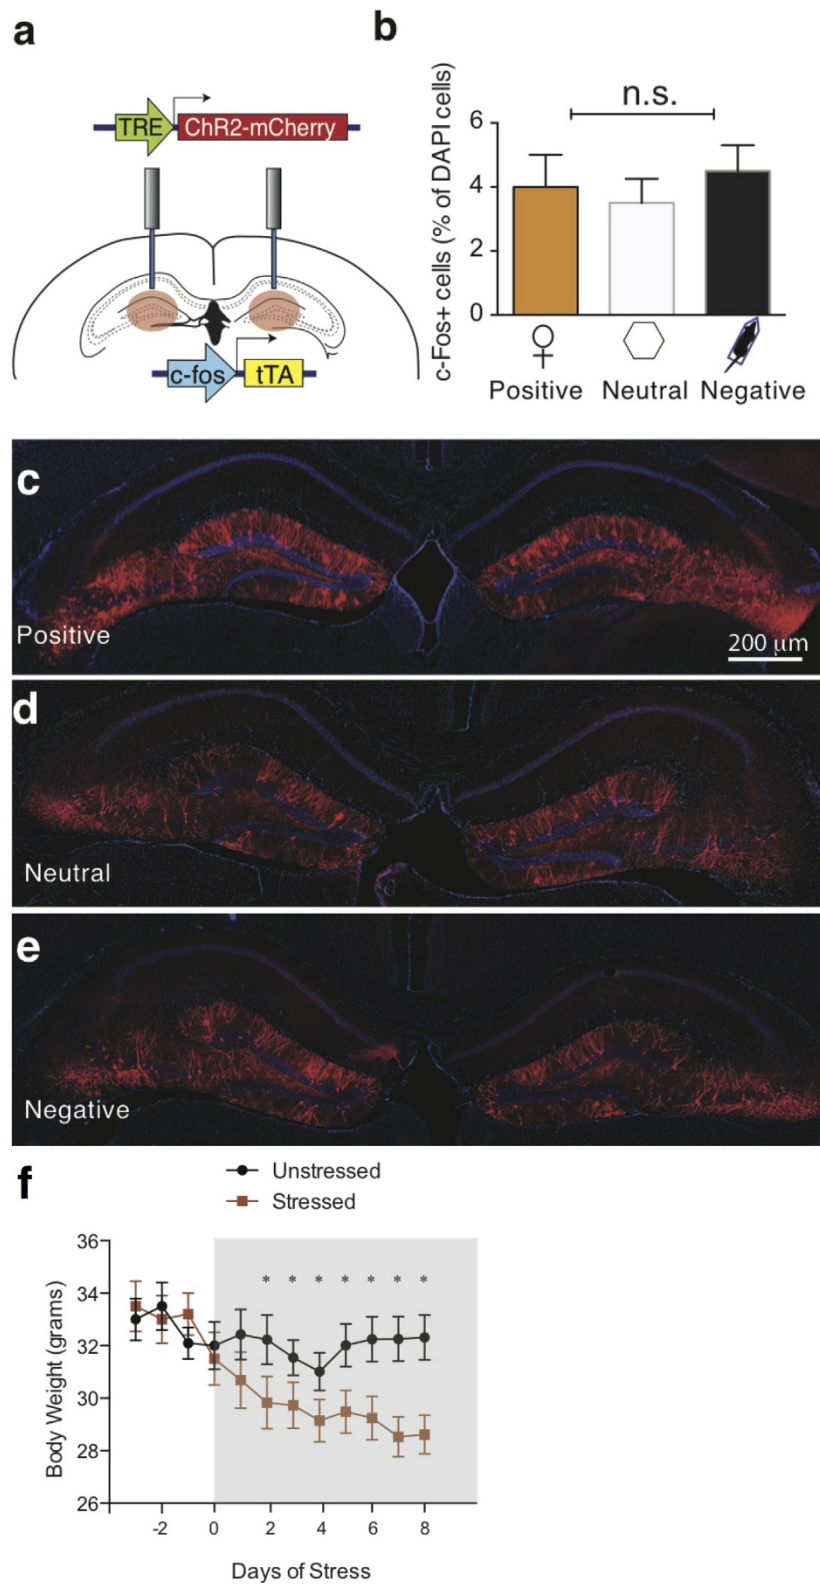 a
TRE
ChR2-mCherry
c-fos
tTA
b
c-Fos+ cells (% of DAPI cells)
n.s.
6
4
2
0
Positive Neutral Negative
c
Positive
200 μm
d
Neutral
e
Negative
f
Unstressed
Stressed
Body Weight (grams)
36
34
32
30
28
26
* * * * * * *
-2 0 2 4 6 8
Days of Stress